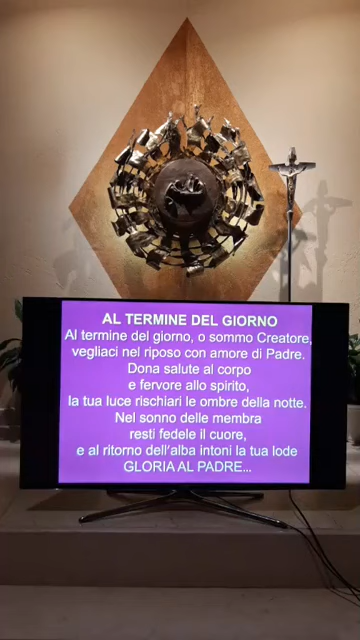 AL TERMINE DEL GIORNO
Al termine del giorno, o sommo Creatore,
vegliaci nel riposo con amore di Padre.
Dona salute al corpo
e fervore allo spirito,
la tua luce rischiari le ombre della notte.
Nel sonno delle membra
resti fedele il cuore,
e al ritorno dell'alba intoni la tua lode
GLORIA AL PADRE...